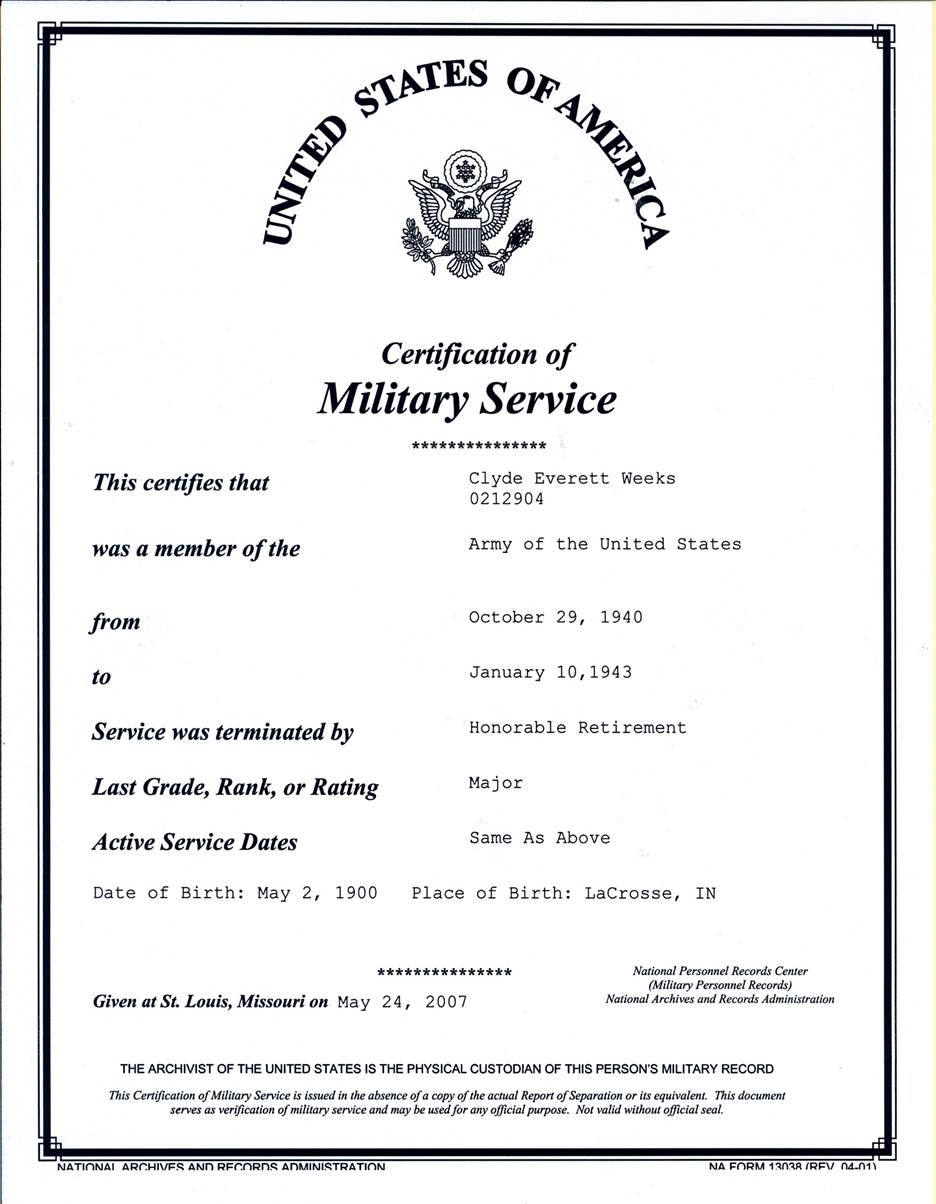 UNITED STATES OF AMERICA
Certification of
Military Service
***************
This certifies that Clyde Everett Weeks
0212904
was a member of the Army of the United States
from October 29, 1940
to January 10,1943
Service was terminated by Honorable Retirement
Last Grade, Rank, or Rating Major
Active Service Dates Same As Above
Date of Birth: May 2, 1900 Place of Birth: LaCrosse, IN
***************
National Personnel Records Center
(Military Personnel Records)
National Archives and Records Administration
Given at St. Louis, Missouri on May 24, 2007
THE ARCHIVIST OF THE UNITED STATES IS THE PHYSICAL CUSTODIAN OF THIS PERSON'S MILITARY RECORD
This Certification of Military Service is issued in the absence of a copy of the actual Report of Separation or its equivalent. This document
serves as verification of military service and may be used for any official purpose. Not valid without official seal.
NATIONAL ARCHIVES AND RECORDS ADMINISTRATION NA FORM 13038 (REV. 04-01)